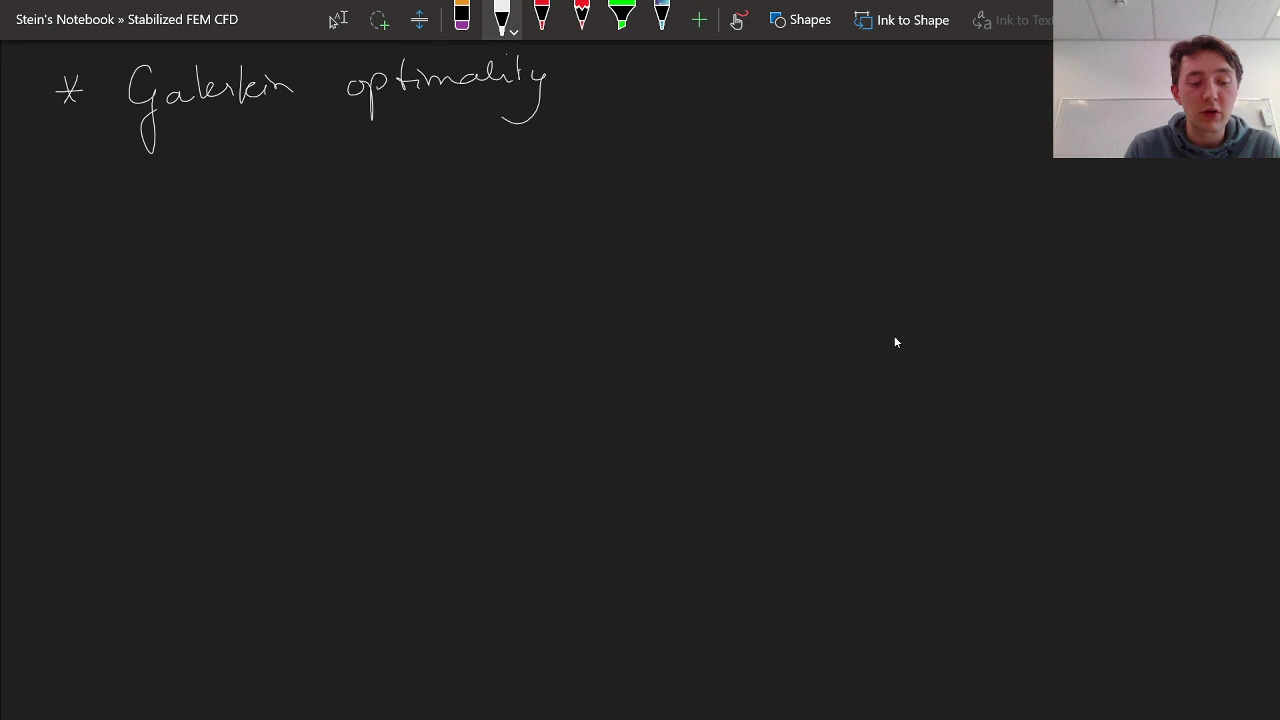 Stein's Notebook » Stabilized FEM CFD
Shapes
Ink to Shape
Ink to Text
* Galerkin optimality